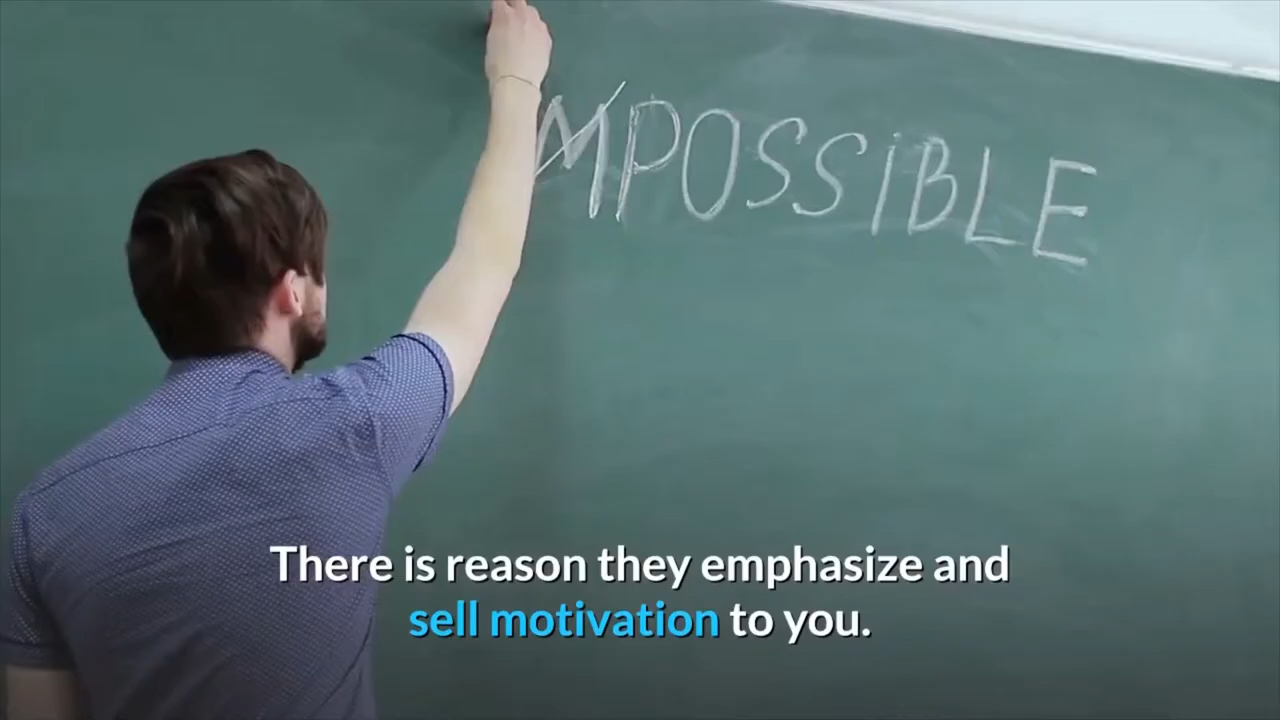 MPOSSIBLE
There is reason they emphasize and
sell motivation to you.